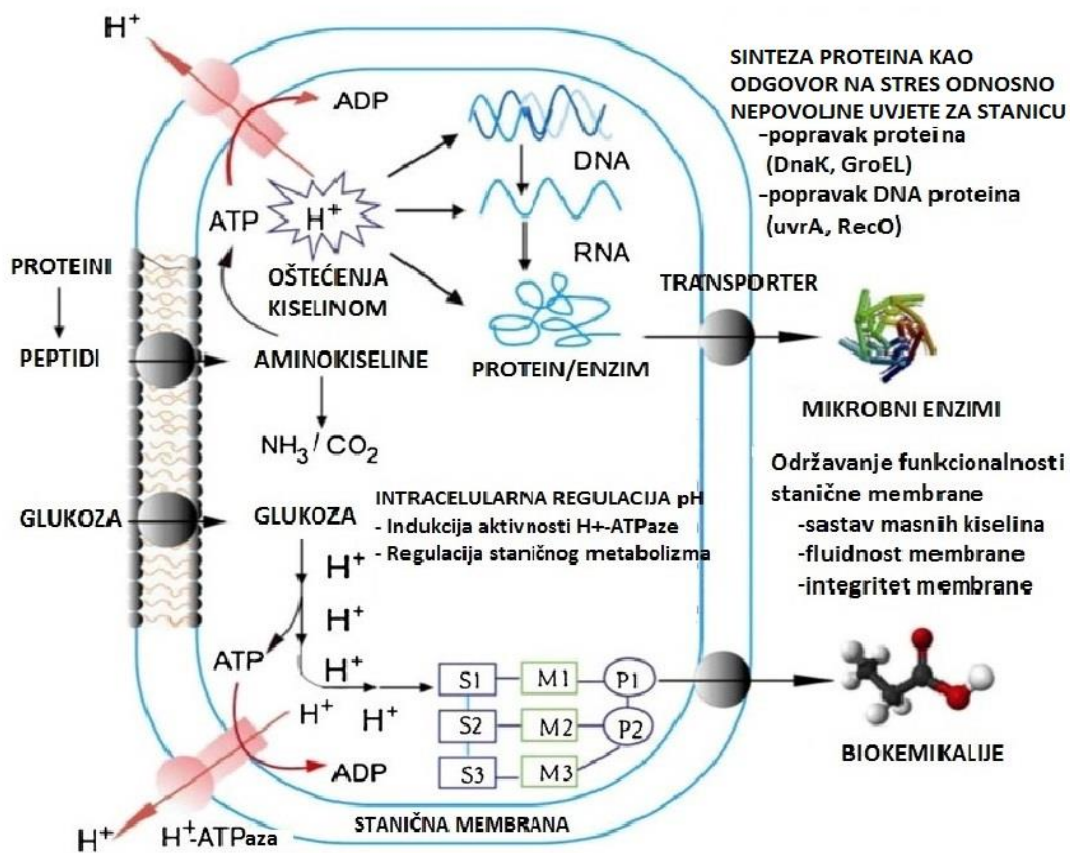 H+
ADP
ATP
H+
OŠTEĆENJA
KISELINOM
DNA
RNA
PROTEIN/ENZIM
SINTEZA PROTEINA KAO
ODGOVOR NA STRES ODNOSNO
NEPOVOLJNE UVJETE ZA STANICU
-popravak proteina
(DnaK, GroEL)
-popravak DNA proteina
(uvrA, RecO)
PROTEINI
PEPTIDI
AMINOKISELINE
NH3/CO2
TRANSPORTER
MIKROBNI ENZIMI
GLUKOZA
GLUKOZA
INTRACELULARNA REGULACIJA pH
- Indukcija aktivnosti H+-ATPaze
- Regulacija staničnog metabolizma
Održavanje funkcionalnosti
stanične membrane
-sastav masnih kiselina
-fluidnost membrane
-integritet membrane
H+
H+
H+
H+
H+
ATP
ADP
S1 M1 P1
S2 M2 P2
S3 M3
BIOKEMIKALIJE
H+
H+-ATPaza
STANIČNA MEMBRANA